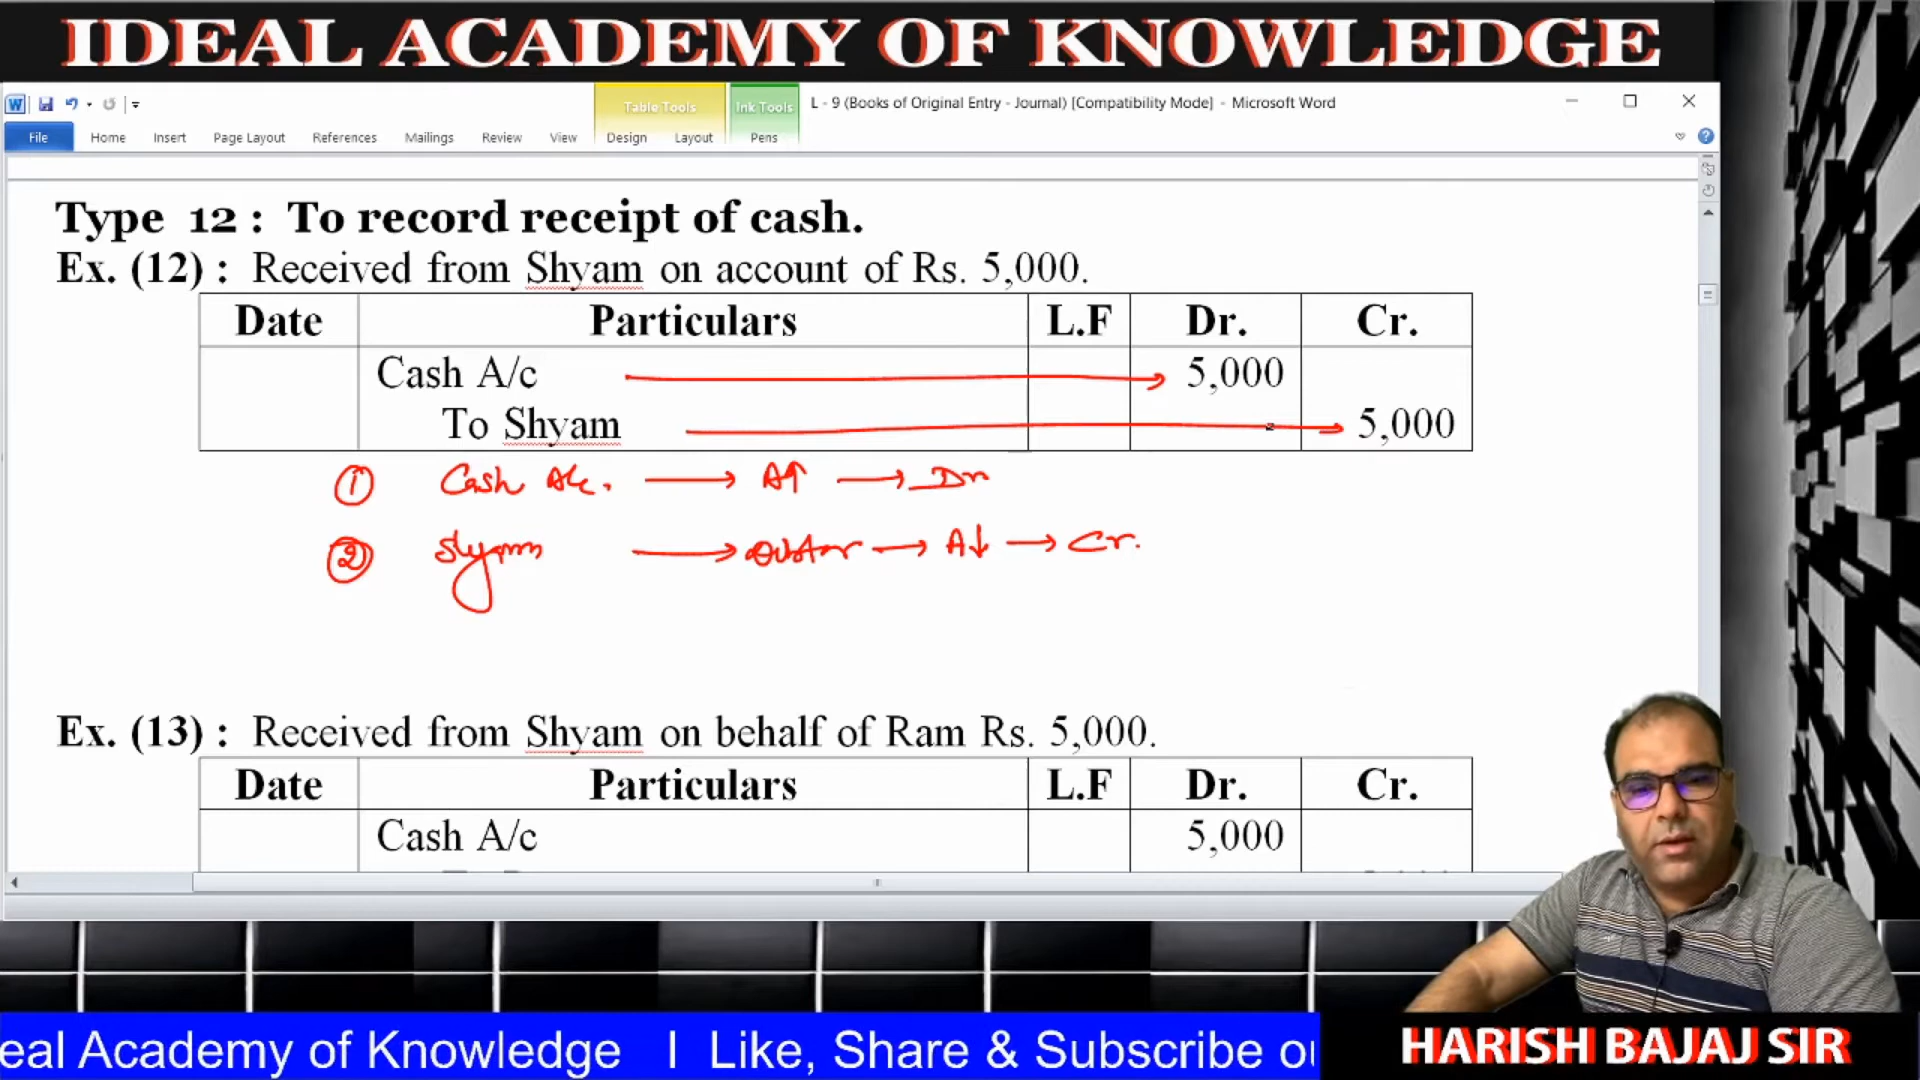 IDEAL ACADEMY OF KNOWLEDGE
Table Tools
Ink Tools
L - 9 (Books of Original Entry - Journal) [Compatibility Mode] - Microsoft Word
File Home Insert Page Layout References Mailings Review View Design Layout Pens
Type 12 : To record receipt of cash.
Ex. (12) : Received from Shyam on account of Rs. 5,000.
Date Particulars L.F Dr. Cr.
Cash A/c 5,000
To Shyam 5,000
① Cash A/c. → A↑ → Dr
② Shyam → → A↓ → Cr.
Ex. (13) : Received from Shyam on behalf of Ram Rs. 5,000.
Date Particulars L.F Dr. Cr.
Cash A/c 5,000
eal Academy of Knowledge I Like, Share & Subscribe
HARISH BAJAJ SIR